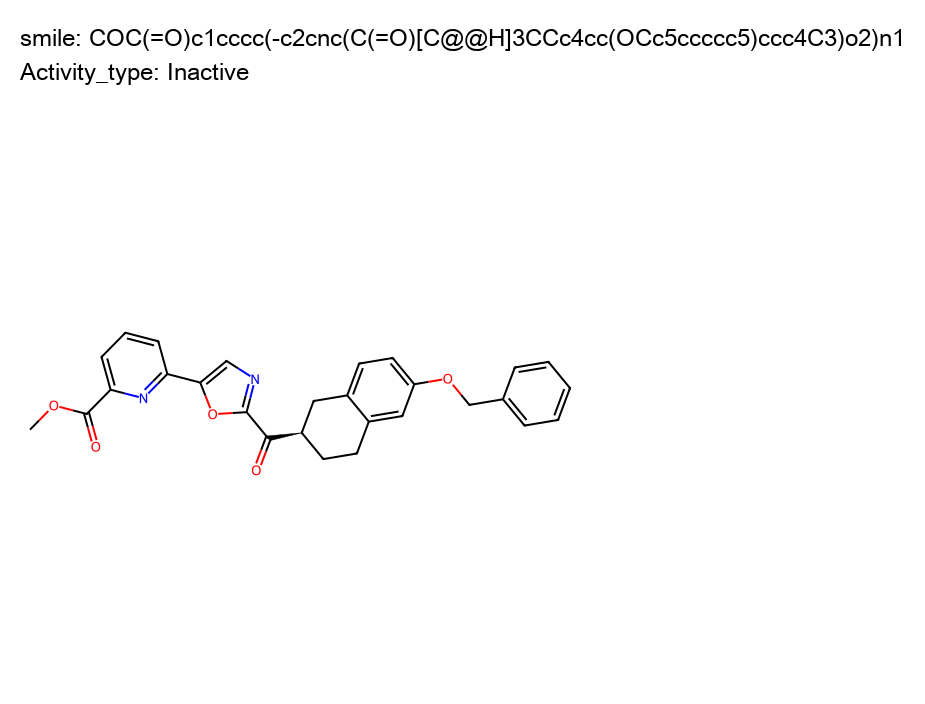 smile: COC(=O)c1cccc(-c2cnc(C(=O)[C@@H]3CCc4cc(OCc5ccccc5)ccc4C3)o2)n1
Activity_type: Inactive
N
O
O
N
O
O
O